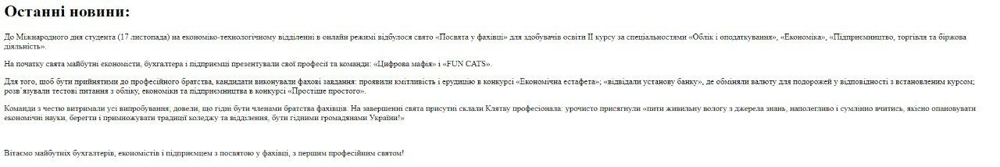 Останні новини:
До Міжнародного дня студента (17 листопада) на економіко-технологічному відділенні в онлайн режимі відбулося свято «Посвята у фахівці» для здобувачів освіти ІІ курсу за спеціальностями «Облік і оподаткування», «Економіка», «Підприємництво, торгівля та біржова
діяльність».
На початку свята майбутні економісти, бухгалтера і підприємці презентували свої професії та команди: «Цифрова мафія» і «FUN CATS».
Для того, щоб бути прийнятими до професійного братства, кандидати виконували фахові завдання: проявили кмітливість і ерудицію в конкурсі «Економічна естафета»; «відвідали установу банку», де обміняли валюту для подорожей у відповідності з встановленим курсом;
розв`язували тестові питання з обліку, економіки та підприємництва в конкурсі «Простіше простого».
Команди з честю витримали усі випробування; довели, що гідні бути членами братства фахівців. На завершенні свята присутні склали Клятву професіонала: урочисто присягнули «пити живильну вологу з джерела знань, наполегливо і сумлінно вчитись, якісно опановувати
економічні науки, берегти і примножувати традиції коледжу та відділення, бути гідними громадянами України!»
Вітаємо майбутніх бухгалтерів, економістів і підприємцем з посвятою у фахівці, з першим професійним святом!